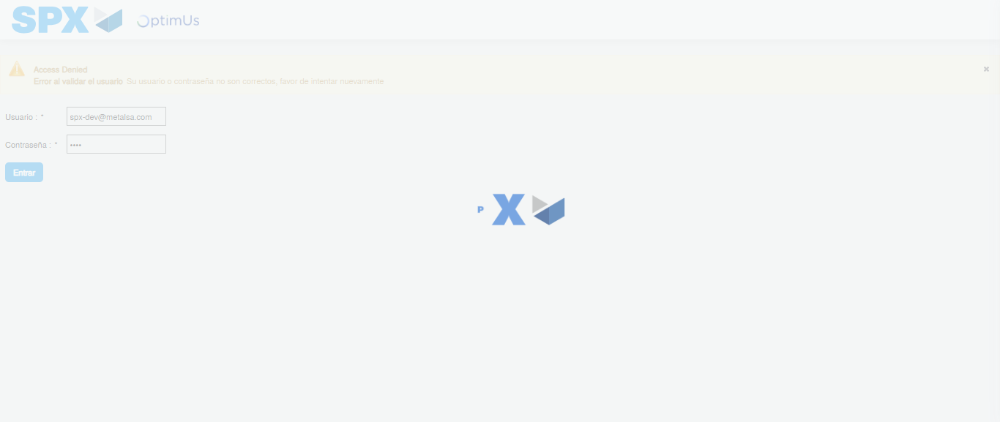 SPX OptimUs
Access Denied
Error al validar el usuario Su usuario o contraseña no son correctos, favor de intentar nuevamente
Usuario : * spx-dev@metalsa.com
Contraseña : * ••••
Entrar
P X